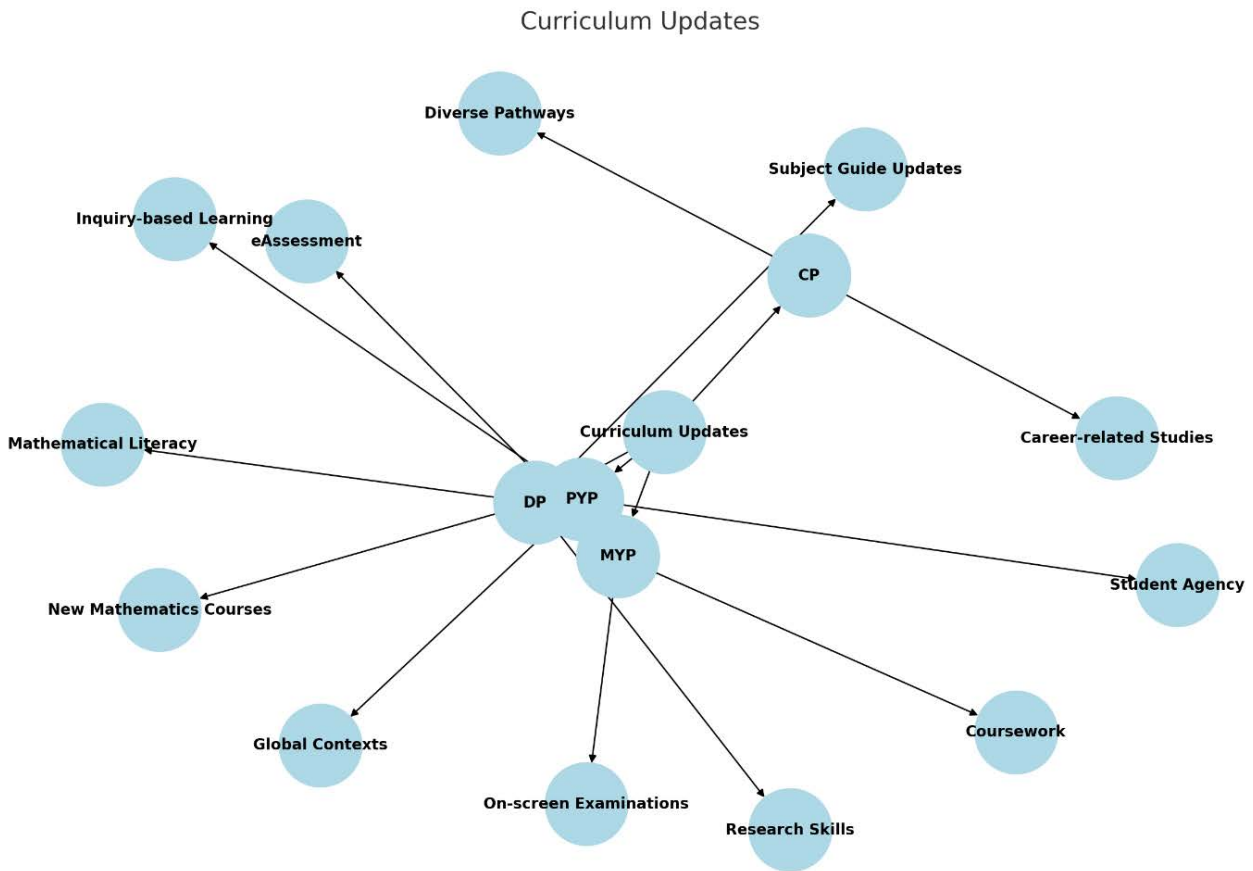 Curriculum Updates
Diverse Pathways
Subject Guide Updates
Inquiry-based Learning
eAssessment
CP
Curriculum Updates
Mathematical Literacy
Career-related Studies
DP
PYP
MYP
Student Agency
New Mathematics Courses
Global Contexts
Coursework
On-screen Examinations
Research Skills